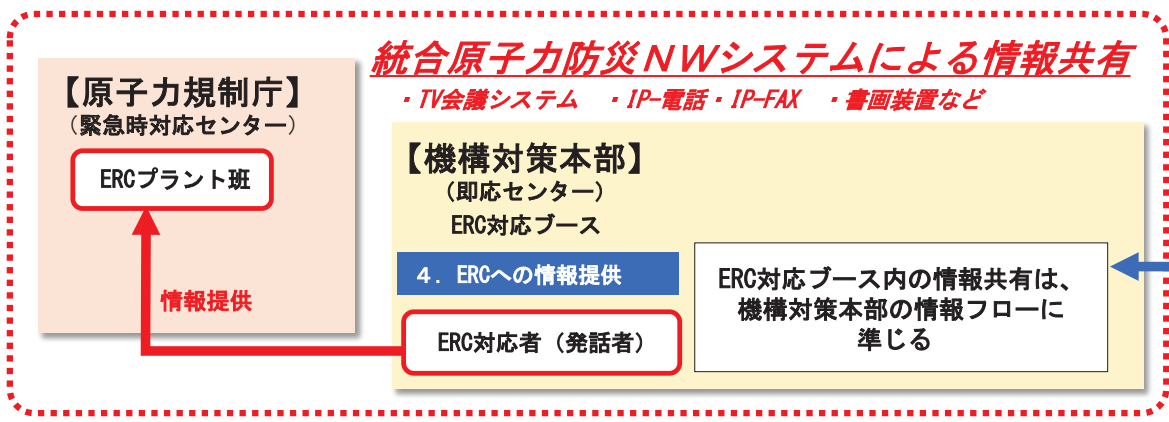 統合原子力防災NWシステムによる情報共有
・TV会議システム　・IP-電話・IP-FAX　・書画装置など
【原子力規制庁】
（緊急時対応センター）
ERCプラント班
情報提供
【機構対策本部】
（即応センター）
ERC対応ブース
４．ERCへの情報提供
ERC対応者（発話者）
ERC対応ブース内の情報共有は、
機構対策本部の情報フローに
準じる